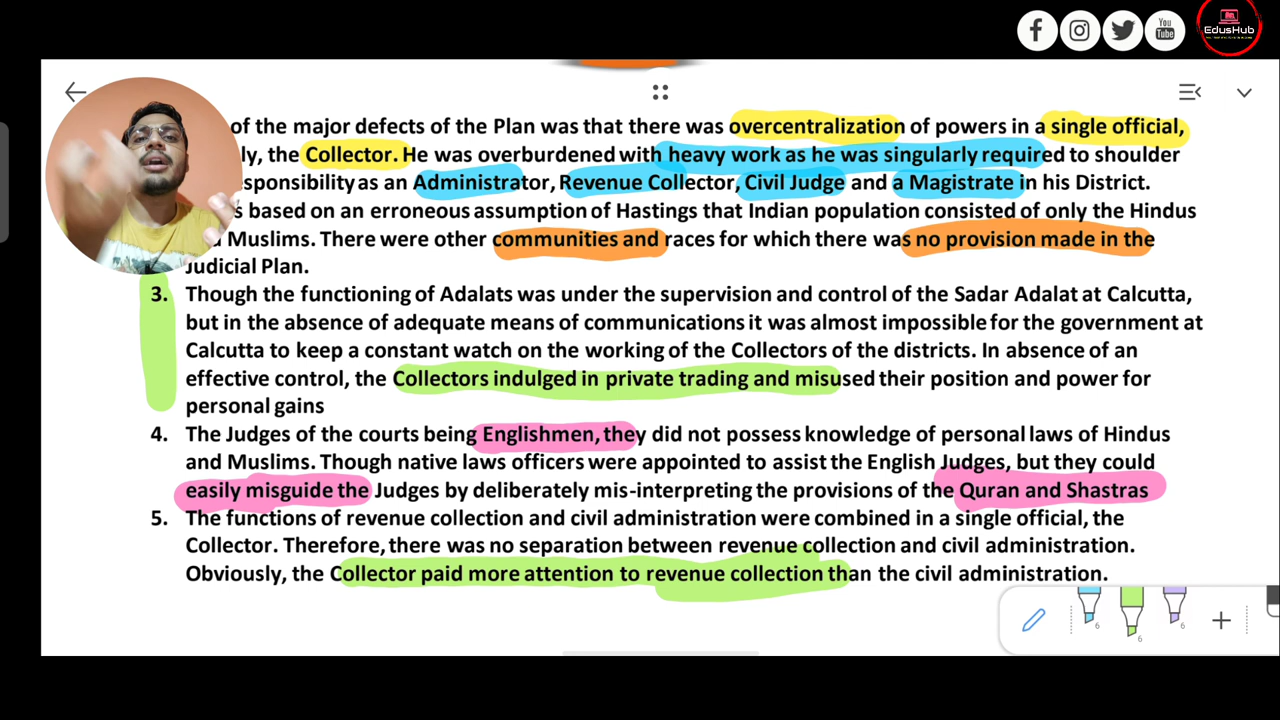 You
Tube
EdusHub
of the major defects of the Plan was that there was overcentralization of powers in a single official,
ly, the Collector. He was overburdened with heavy work as he was singularly required to shoulder
sponsibility as an Administrator, Revenue Collector, Civil Judge and a Magistrate in his District.
s based on an erroneous assumption of Hastings that Indian population consisted of only the Hindus
Muslims. There were other communities and races for which there was no provision made in the
Judicial Plan.
3. Though the functioning of Adalats was under the supervision and control of the Sadar Adalat at Calcutta,
but in the absence of adequate means of communications it was almost impossible for the government at
Calcutta to keep a constant watch on the working of the Collectors of the districts. In absence of an
effective control, the Collectors indulged in private trading and misused their position and power for
personal gains
4. The Judges of the courts being Englishmen, they did not possess knowledge of personal laws of Hindus
and Muslims. Though native laws officers were appointed to assist the English Judges, but they could
easily misguide the Judges by deliberately mis-interpreting the provisions of the Quran and Shastras
5. The functions of revenue collection and civil administration were combined in a single official, the
Collector. Therefore, there was no separation between revenue collection and civil administration.
Obviously, the Collector paid more attention to revenue collection than the civil administration.
6 6 6